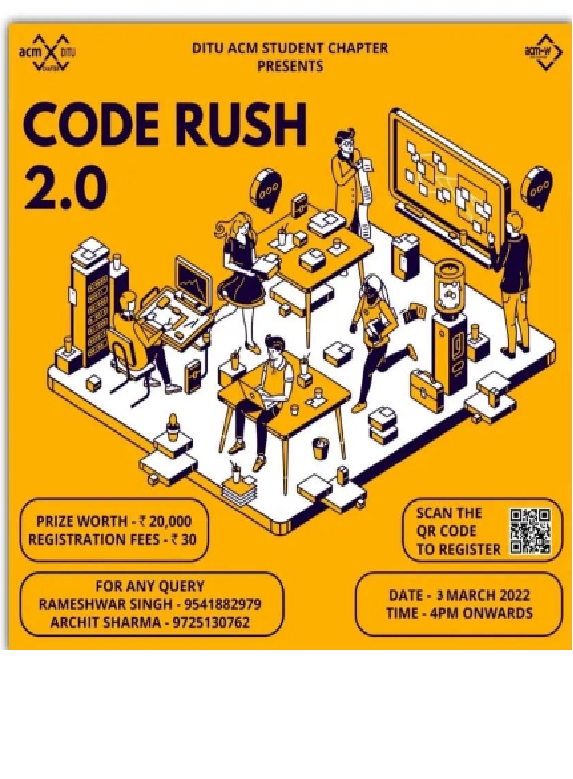 acm X DITU
CHAPTER
DITU ACM STUDENT CHAPTER
PRESENTS
acm-w
CODE RUSH
2.0
PRIZE WORTH - ₹ 20,000
REGISTRATION FEES - ₹ 30
SCAN THE
QR CODE
TO REGISTER
FOR ANY QUERY
RAMESHWAR SINGH - 9541882979
ARCHIT SHARMA - 9725130762
DATE - 3 MARCH 2022
TIME - 4PM ONWARDS